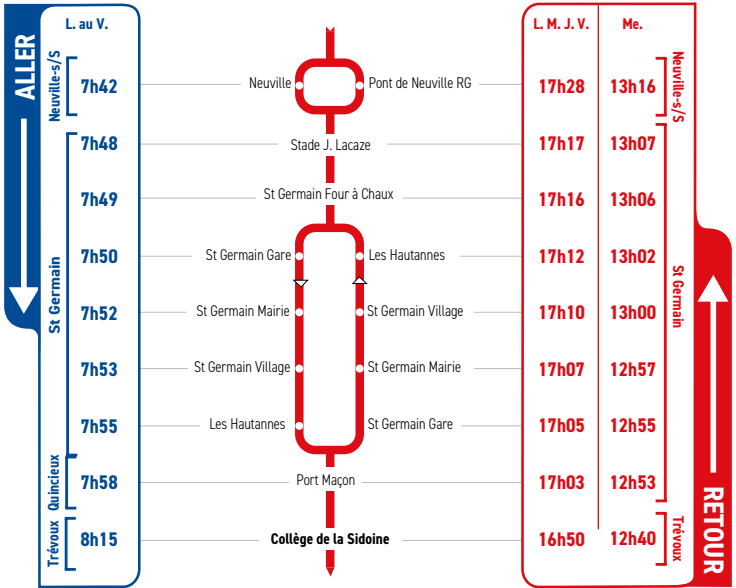 ALLER
L. au V.
L. M. J. V. Me.
Neuville-s/S
7h42 Neuville Pont de Neuville RG 17h28 13h16
Neuville-s/S
7h48 Stade J. Lacaze 17h17 13h07
7h49 St Germain Four à Chaux 17h16 13h06
7h50 St Germain Gare Les Hautannes 17h12 13h02
St Germain
7h52 St Germain Mairie St Germain Village 17h10 13h00
St Germain
7h53 St Germain Village St Germain Mairie 17h07 12h57
7h55 Les Hautannes St Germain Gare 17h05 12h55
Quincieux
7h58 Port Maçon 17h03 12h53
Trévoux
8h15 Collège de la Sidoine 16h50 12h40
Trévoux
RETOUR